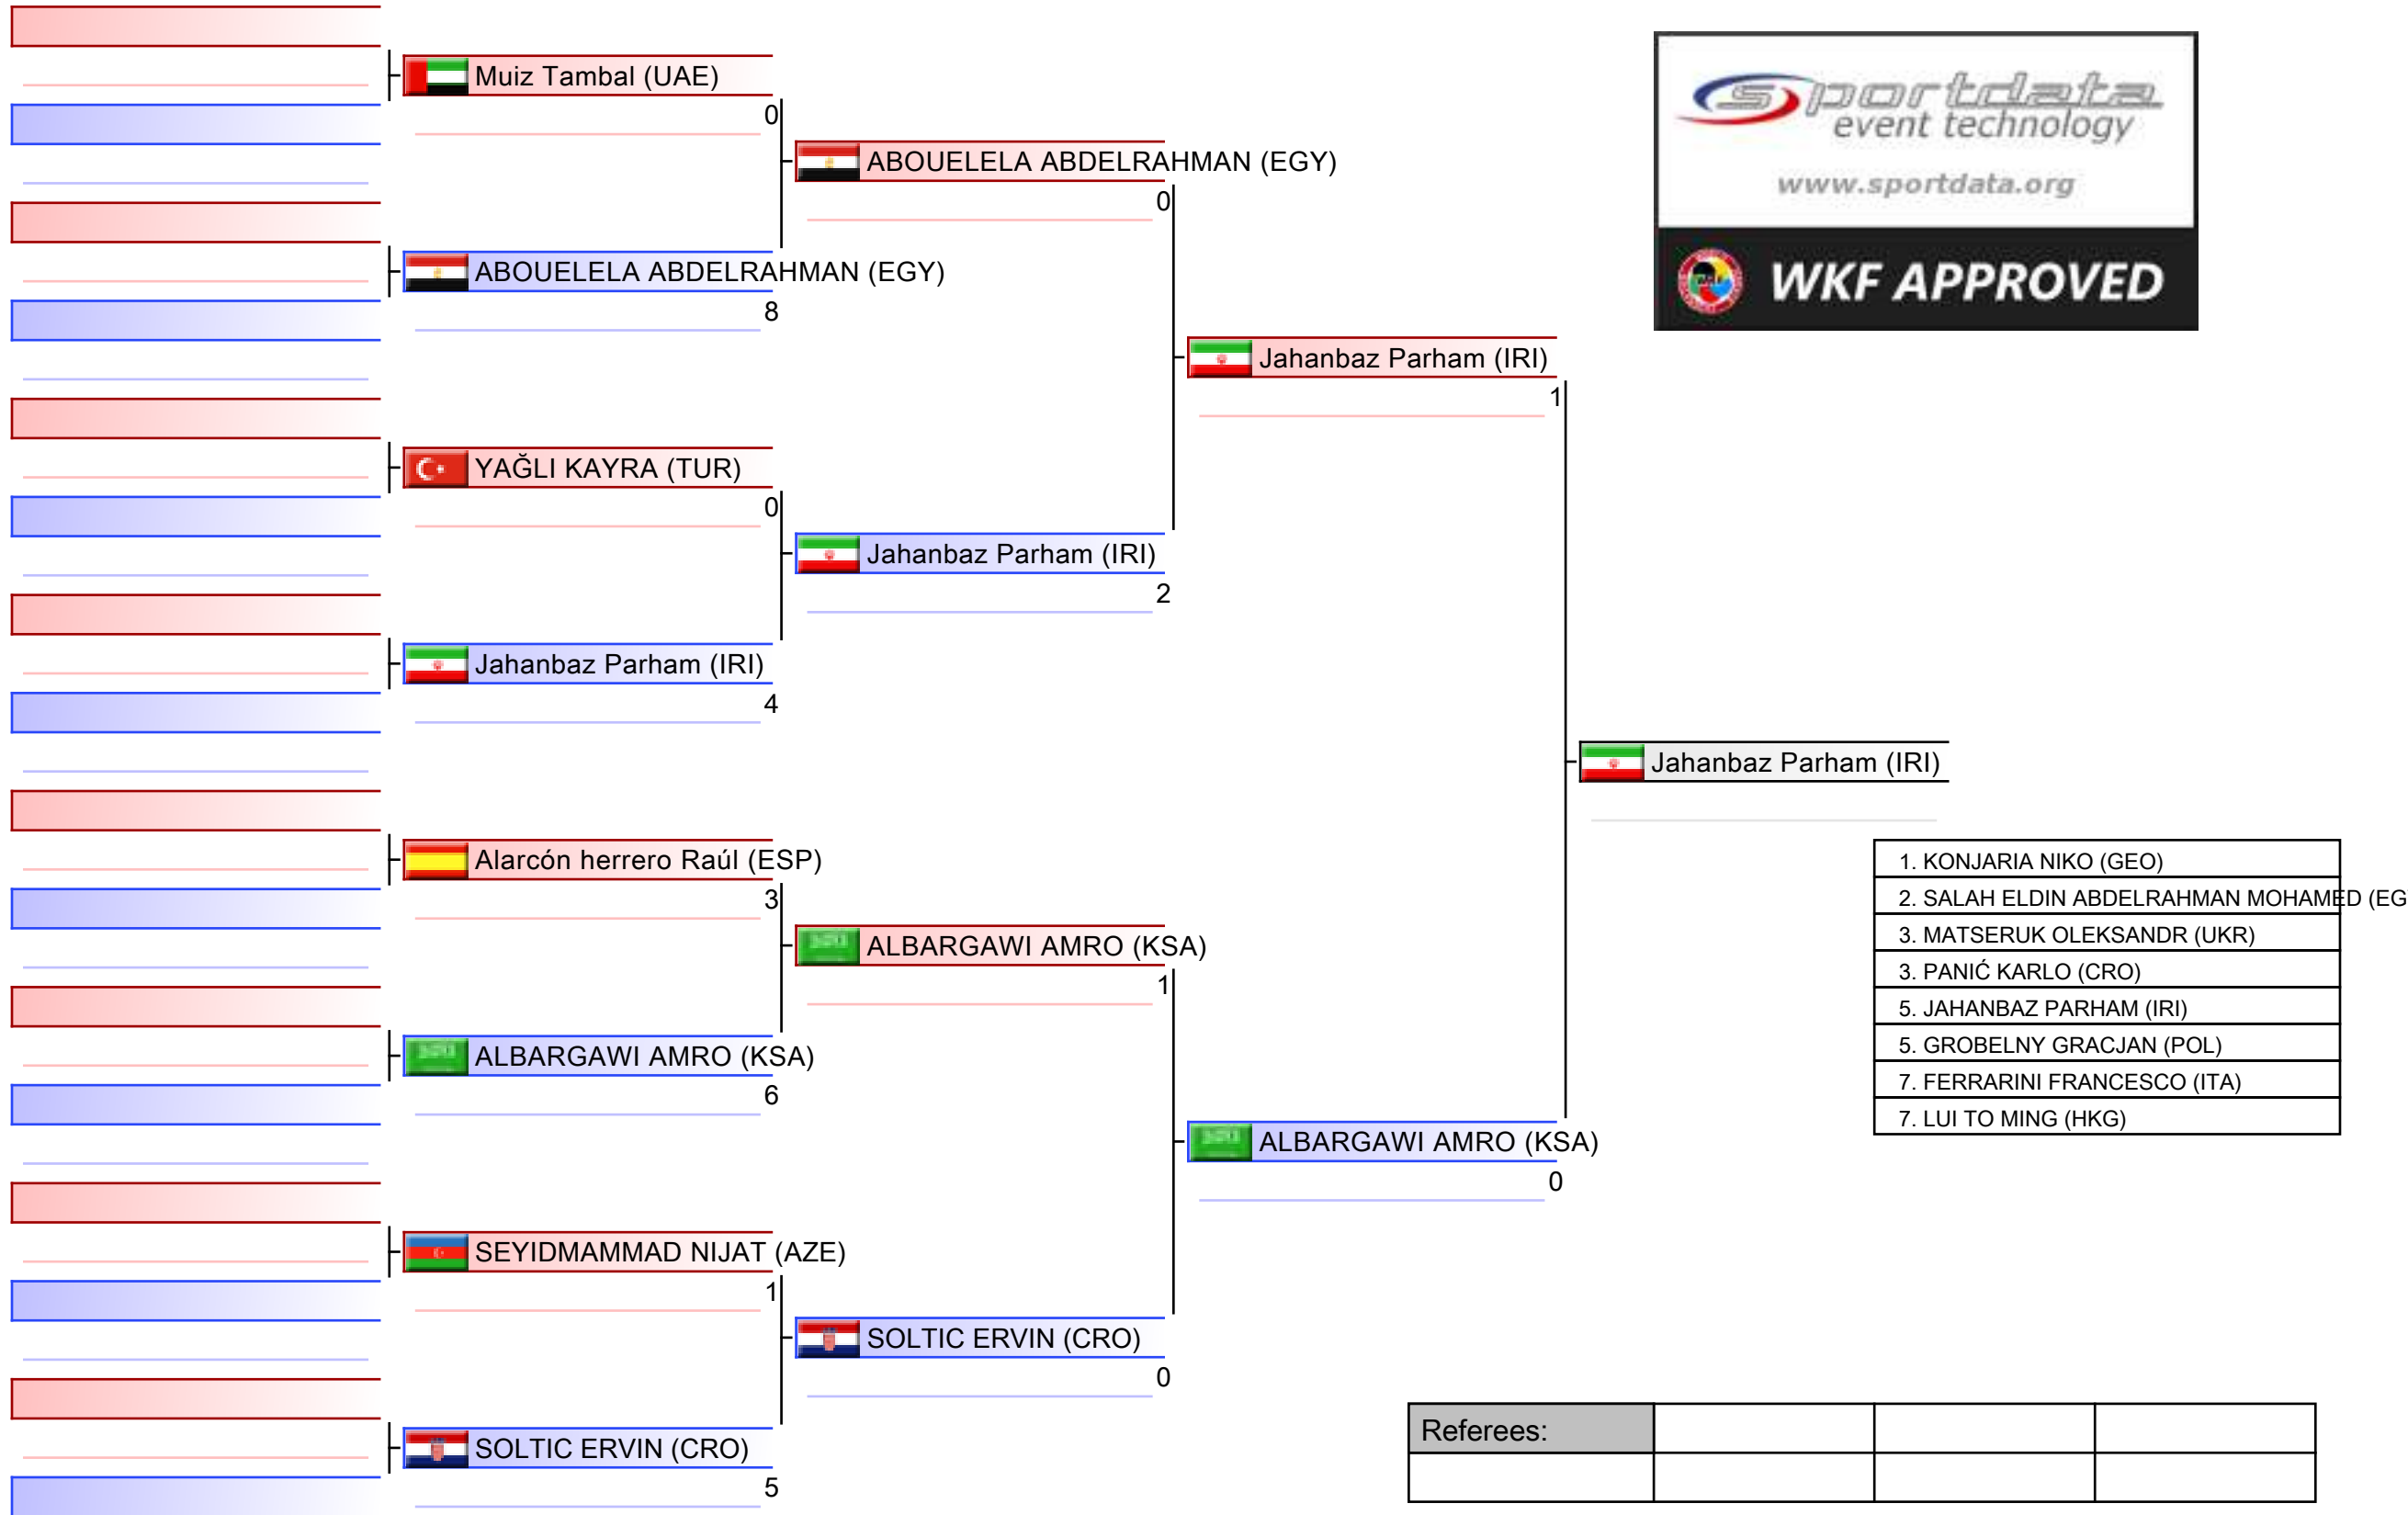 Muiz Tambal (UAE)
0
ABOUELELA ABDELRAHMAN (EGY)
0
ABOUELELA ABDELRAHMAN (EGY)
8
Jahanbaz Parham (IRI)
1
YAĞLI KAYRA (TUR)
0
Jahanbaz Parham (IRI)
2
Jahanbaz Parham (IRI)
4
Jahanbaz Parham (IRI)
Alarcón herrero Raúl (ESP)
3
ALBARGAWI AMRO (KSA)
1
ALBARGAWI AMRO (KSA)
6
ALBARGAWI AMRO (KSA)
0
SEYIDMAMMAD NIJAT (AZE)
1
SOLTIC ERVIN (CRO)
0
SOLTIC ERVIN (CRO)
5
sportdata
event technology
www.sportdata.org
WKF APPROVED
1. KONJARIA NIKO (GEO)
2. SALAH ELDIN ABDELRAHMAN MOHAMED (EG
3. MATSERUK OLEKSANDR (UKR)
3. PANIĆ KARLO (CRO)
5. JAHANBAZ PARHAM (IRI)
5. GROBELNY GRACJAN (POL)
7. FERRARINI FRANCESCO (ITA)
7. LUI TO MING (HKG)
Referees: